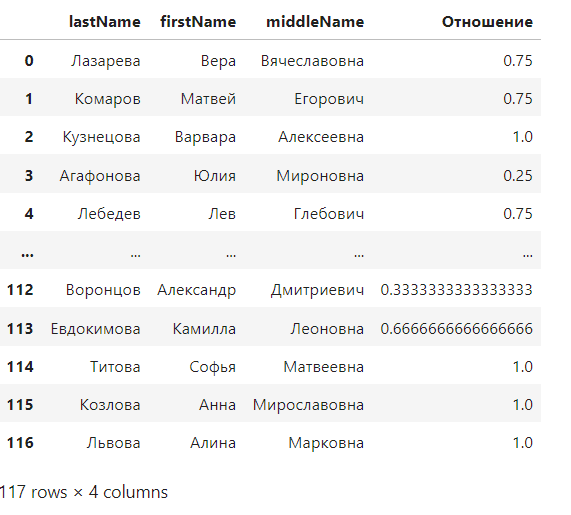 lastName firstName middleName Отношение
0 Лазарева Вера Вячеславовна 0.75
1 Комаров Матвей Егорович 0.75
2 Кузнецова Варвара Алексеевна 1.0
3 Агафонова Юлия Мироновна 0.25
4 Лебедев Лев Глебович 0.75
... ... ... ... ...
112 Воронцов Александр Дмитриевич 0.3333333333333333
113 Евдокимова Камилла Леоновна 0.6666666666666666
114 Титова Софья Матвеевна 1.0
115 Козлова Анна Мирославовна 1.0
116 Львова Алина Марковна 1.0
117 rows × 4 columns